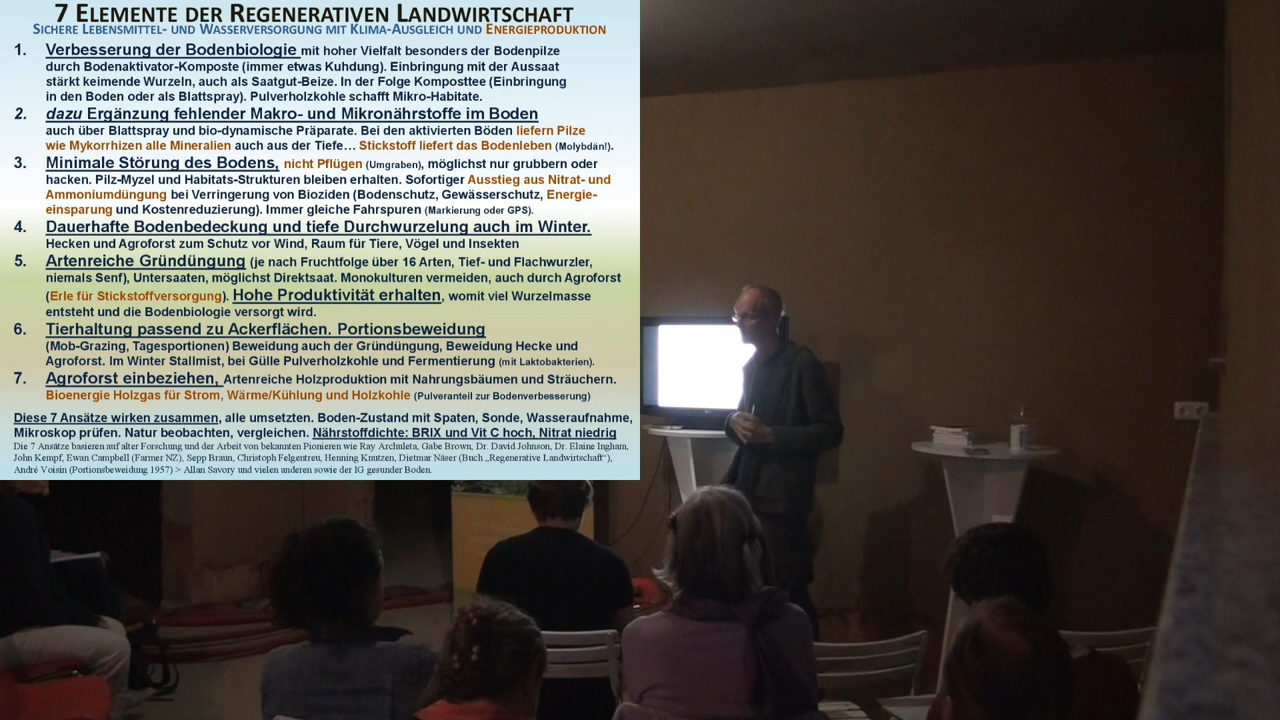 7 Elemente der Regenerativen Landwirtschaft
Sichere Lebensmittel- und Wasserversorgung mit Klima-Ausgleich und Energieproduktion
1. Verbesserung der Bodenbiologie mit hoher Vielfalt besonders der Bodenpilze
durch Bodenaktivator-Komposte (immer etwas Kuhdung). Einbringung mit der Aussaat
stärkt keimende Wurzeln, auch als Saatgut-Beize. In der Folge Komposttee (Einbringung
in den Boden oder als Blattspray). Pulverholzkohle schafft Mikro-Habitate.
2. dazu Ergänzung fehlender Makro- und Mikronährstoffe im Boden
auch über Blattspray und bio-dynamische Präparate. Bei den aktivierten Böden liefern Pilze
wie Mykorrhizen alle Mineralien auch aus der Tiefe… Stickstoff liefert das Bodenleben (Molybdän!).
3. Minimale Störung des Bodens, nicht Pflügen (Umgraben), möglichst nur grubbern oder
hacken. Pilz-Myzel und Habitats-Strukturen bleiben erhalten. Sofortiger Ausstieg aus Nitrat- und
Ammoniumdüngung bei Verringerung von Bioziden (Bodenschutz, Gewässerschutz, Energie-
einsparung und Kostenreduzierung). Immer gleiche Fahrspuren (Markierung oder GPS).
4. Dauerhafte Bodenbedeckung und tiefe Durchwurzelung auch im Winter.
Hecken und Agroforst zum Schutz vor Wind, Raum für Tiere, Vögel und Insekten
5. Artenreiche Gründüngung (je nach Fruchtfolge über 16 Arten, Tief- und Flachwurzler,
niemals Senf), Untersaaten, möglichst Direktsaat. Monokulturen vermeiden, auch durch Agroforst
(Erle für Stickstoffversorgung). Hohe Produktivität erhalten, womit viel Wurzelmasse
entsteht und die Bodenbiologie versorgt wird.
6. Tierhaltung passend zu Ackerflächen. Portionsbeweidung
(Mob-Grazing, Tagesportionen) Beweidung auch der Gründüngung, Beweidung Hecke und
Agroforst. Im Winter Stallmist, bei Gülle Pulverholzkohle und Fermentierung (mit Laktobakterien).
7. Agroforst einbeziehen, Artenreiche Holzproduktion mit Nahrungsbäumen und Sträuchern.
Bioenergie Holzgas für Strom, Wärme/Kühlung und Holzkohle (Pulveranteil zur Bodenverbesserung)
Diese 7 Ansätze wirken zusammen, alle umsetzten. Boden-Zustand mit Spaten, Sonde, Wasseraufnahme,
Mikroskop prüfen. Natur beobachten, vergleichen. Nährstoffdichte: BRIX und Vit C hoch, Nitrat niedrig
Die 7 Ansätze basieren auf alter Forschung und der Arbeit von bekannten Pionieren wie Ray Archuleta, Gabe Brown, Dr. David Johnson, Dr. Elaine Ingham,
John Kempf, Ewan Campbell (Farmer NZ), Sepp Braun, Christoph Felgentreu, Henning Knutzen, Dietmar Näser (Buch „Regenerative Landwirtschaft“),
André Voisin (Portionsbeweidung 1957) > Allan Savory und vielen anderen sowie der IG gesunder Boden.